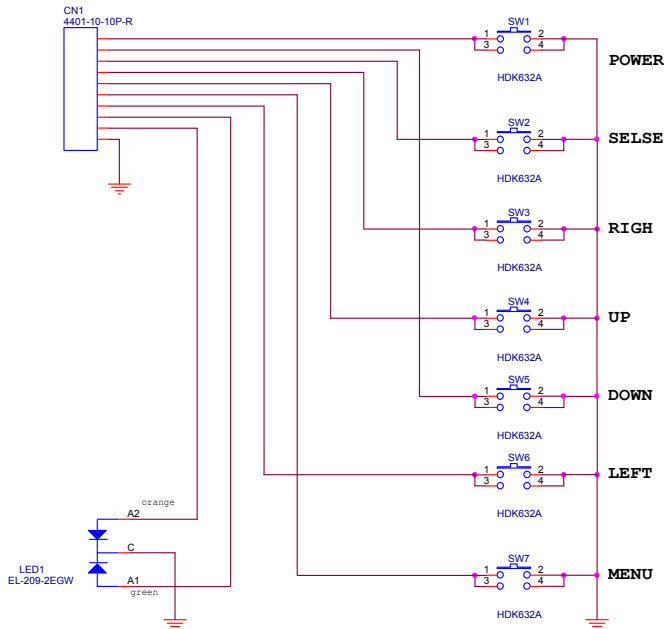 CN1
4401-10-10P-R
SW1
1 2
3 4
HDK632A
POWER
SW2
1 2
3 4
HDK632A
SELSE
SW3
1 2
3 4
HDK632A
RIGH
SW4
1 2
3 4
HDK632A
UP
SW5
1 2
3 4
HDK632A
DOWN
SW6
1 2
3 4
HDK632A
LEFT
SW7
1 2
3 4
HDK632A
MENU
orange
A2
C
A1
green
LED1
EL-209-2EGW